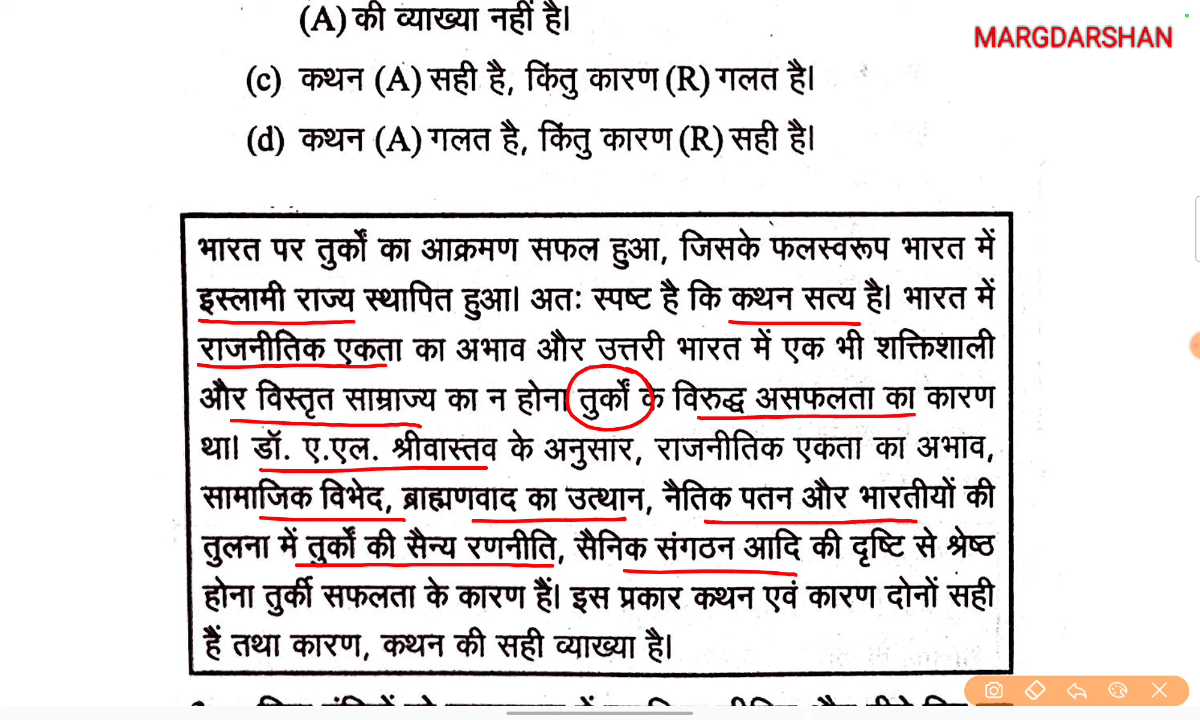 (A) की व्याख्या नहीं है।
MARGDARSHAN
(c) कथन (A) सही है, किंतु कारण (R) गलत है।
(d) कथन (A) गलत है, किंतु कारण (R) सही है।
भारत पर तुर्कों का आक्रमण सफल हुआ, जिसके फलस्वरूप भारत में
इस्लामी राज्य स्थापित हुआ। अतः स्पष्ट है कि कथन सत्य है। भारत में
राजनीतिक एकता का अभाव और उत्तरी भारत में एक भी शक्तिशाली
और विस्तृत साम्राज्य का न होना तुर्कों के विरुद्ध असफलता का कारण
था। डॉ. ए.एल. श्रीवास्तव के अनुसार, राजनीतिक एकता का अभाव,
सामाजिक विभेद, ब्राह्मणवाद का उत्थान, नैतिक पतन और भारतीयों की
तुलना में तुर्कों की सैन्य रणनीति, सैनिक संगठन आदि की दृष्टि से श्रेष्ठ
होना तुर्की सफलता के कारण हैं। इस प्रकार कथन एवं कारण दोनों सही
हैं तथा कारण, कथन की सही व्याख्या है।